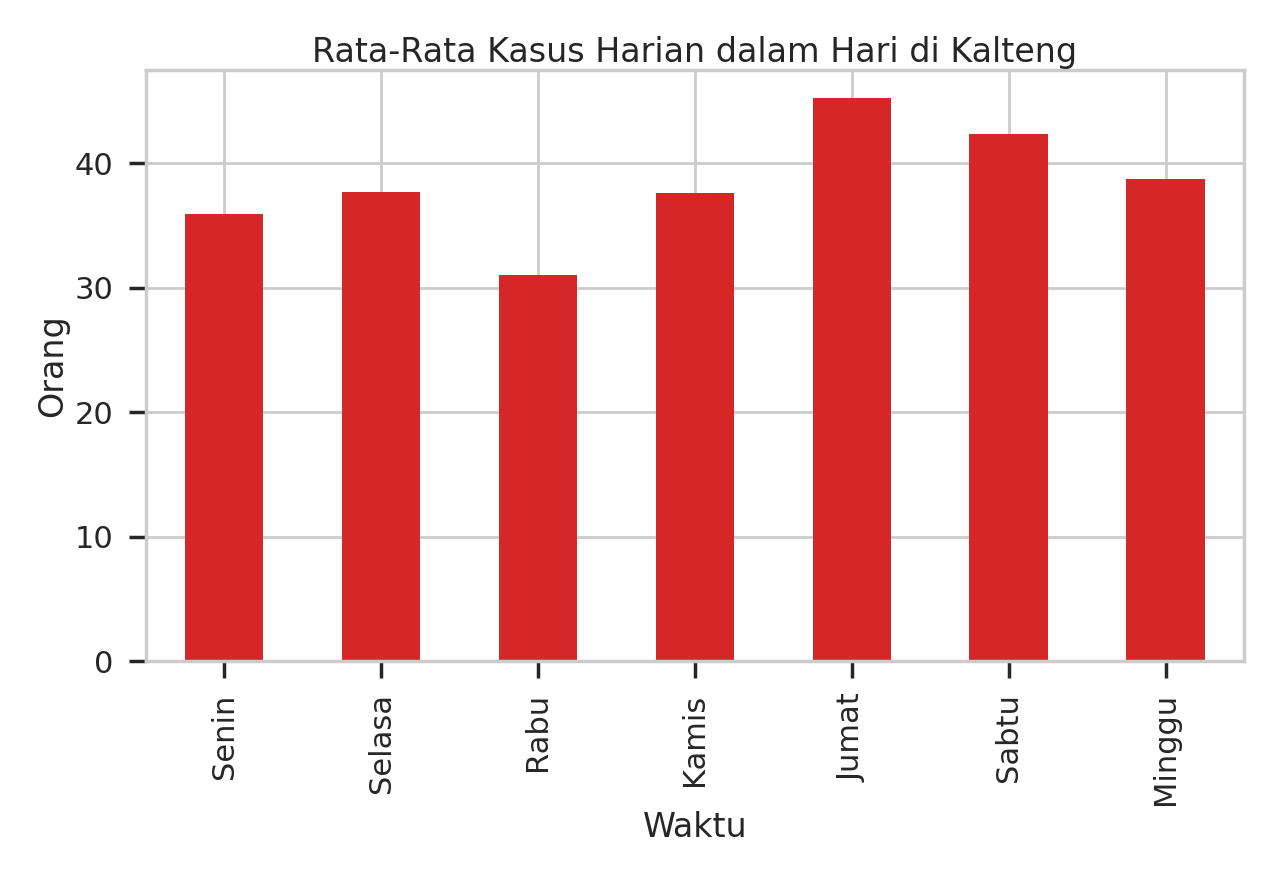 Rata-Rata Kasus Harian dalam Hari di Kalteng
Orang
40
30
20
10
0
Senin
Selasa
Rabu
Kamis
Jumat
Sabtu
Minggu
Waktu